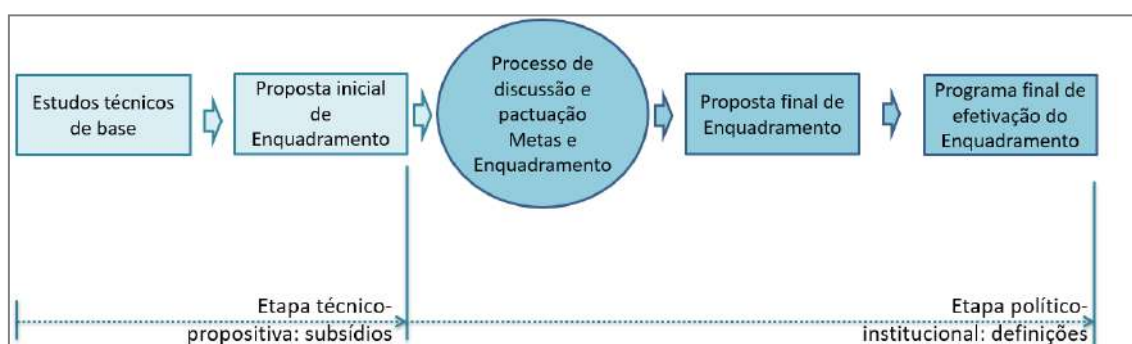 Estudos técnicos
de base
Proposta inicial
de
Enquadramento
Processo de
discussão e
pactuação
Metas e
Enquadramento
Proposta final de
Enquadramento
Programa final de
efetivação do
Enquadramento
Etapa técnico-
propositiva: subsídios
Etapa político-
institucional: definições